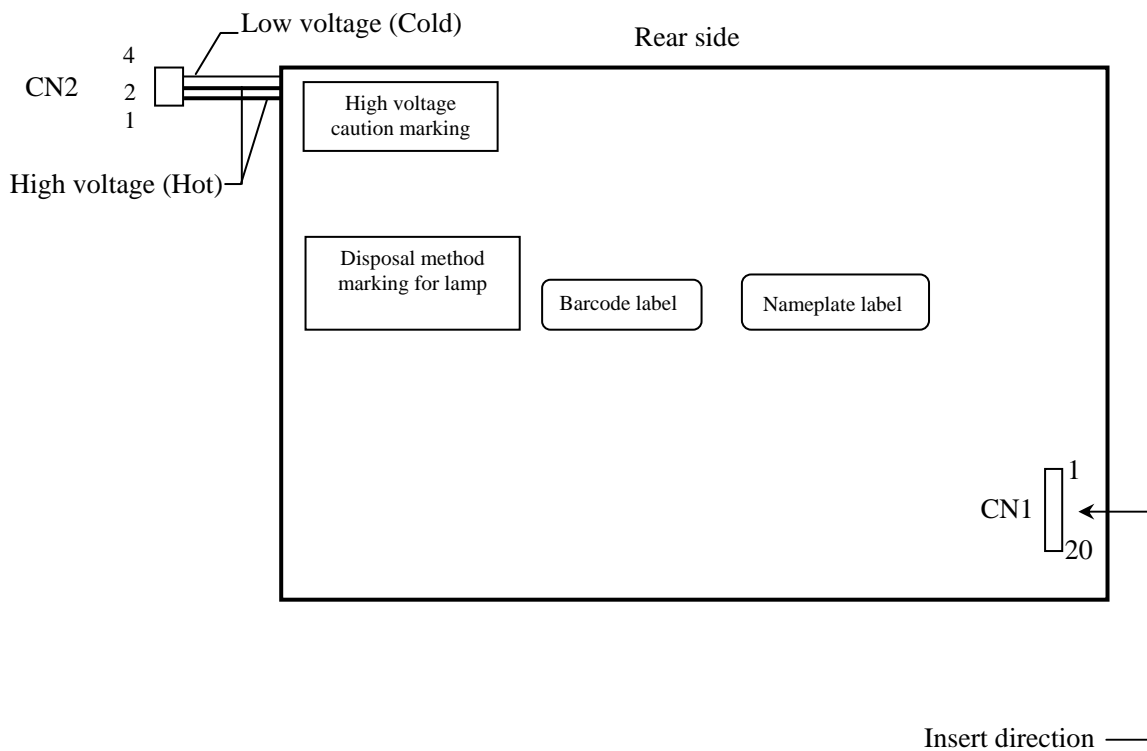 Low voltage (Cold)
Rear side
4
CN2
2
1
High voltage
caution marking
High voltage (Hot)
Disposal method
marking for lamp
Barcode label
Nameplate label
1
CN1
20
Insert direction